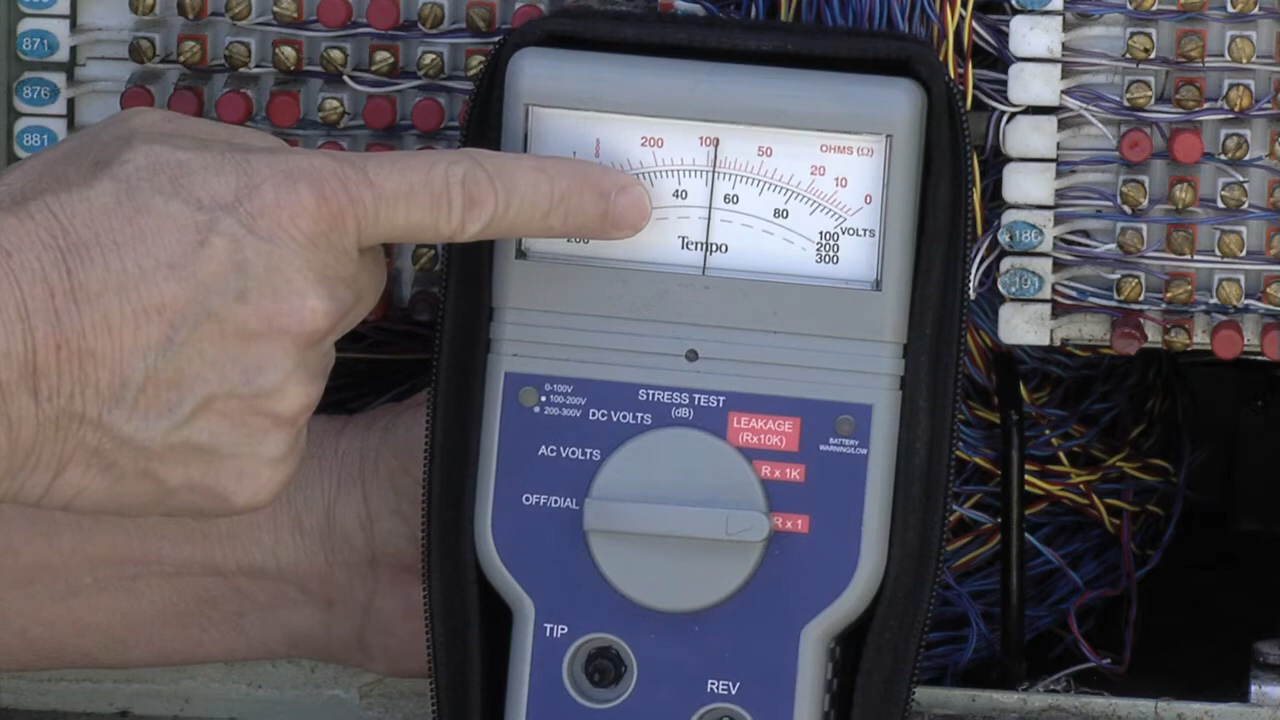 871
876
881
186
191
200 100 50 OHMS (Ω)
20
10
0
40
60
80
100 VOLTS
200
300
200
Tempo
0-100V
100-200V
200-300V
DC VOLTS
STRESS TEST
(dB)
LEAKAGE
(Rx10K)
AC VOLTS
R x 1K
BATTERY
WARNING/LOW
OFF/DIAL
R x 1
TIP
REV